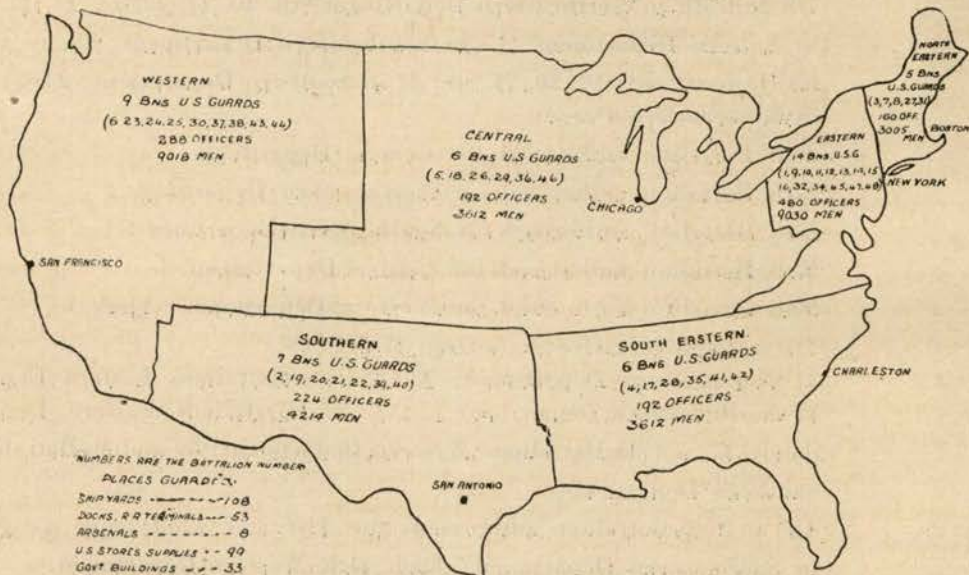 WESTERN
9 BNS U S GUARDS
(6 23, 24, 25, 30, 37, 38, 43, 44)
288 OFFICERS
9018 MEN
SAN FRANCISCO
CENTRAL
6 BNS U.S GUARDS
(5, 18, 26, 29, 36, 46)
192 OFFICERS
3612 MEN
CHICAGO
NORTH
EASTERN
5 BNS
U.S. GUARDS
(3, 7, 8, 27, 31)
160 OFF.
3005
MEN
BOSTON
EASTERN
14 BNS. U.S.G
(1, 9, 10, 11, 12, 13, 14, 15
16, 32, 34, 45, 47, 48)
480 OFFICERS
9030 MEN
NEW YORK
SOUTHERN
7 BNS U.S. GUARDS
(2, 19, 20, 21, 22, 39, 40)
224 OFFICERS
4214 MEN
SAN ANTONIO
SOUTH EASTERN.
6 BNS U.S. GUARDS
(4, 17, 28, 35, 41, 42)
192 OFFICERS
3612 MEN
CHARLESTON
NUMBERS ARE THE BATTALION NUMBER
PLACES GUARDED.
SHIPYARDS 108
DOCKS, R R TERMINALS 53
ARSENALS 8
U S STORES SUPPLIES 99
GOVT BUILDINGS 33